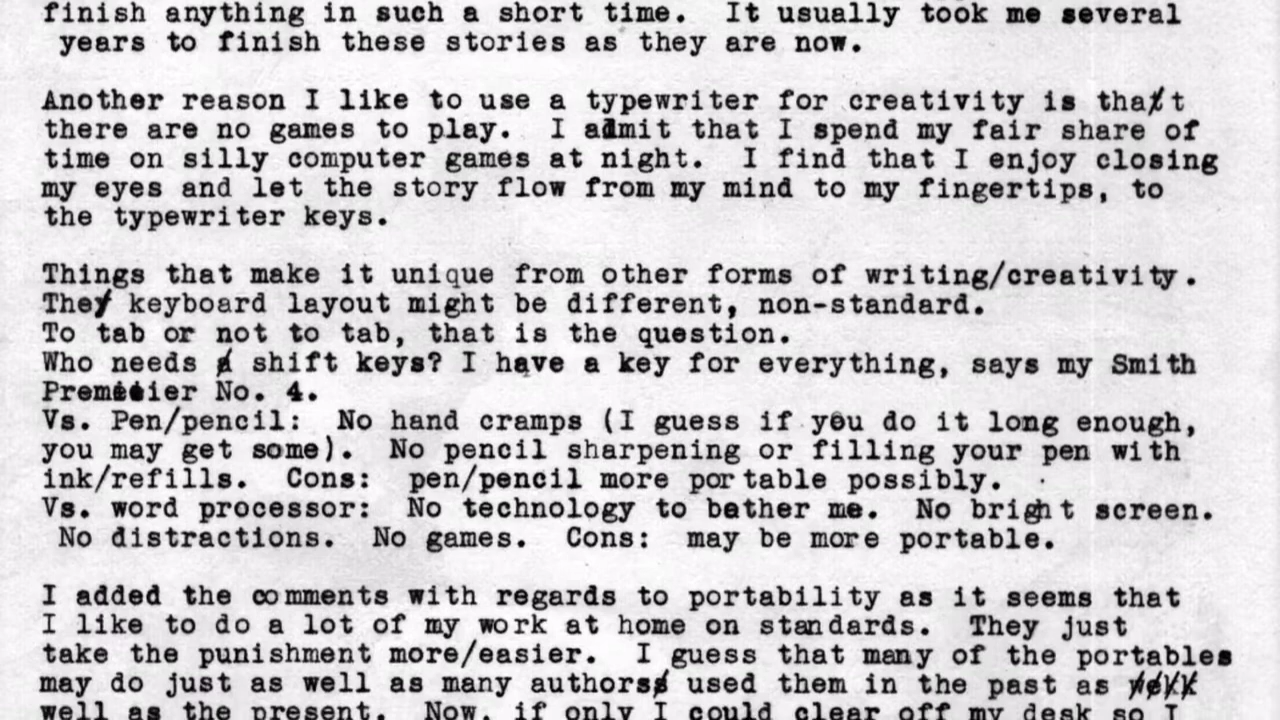 finish anything in such a short time. It usually took me several
years to finish these stories as they are now.
Another reason I like to use a typewriter for creativity is that
there are no games to play. I admit that I spend my fair share of
time on silly computer games at night. I find that I enjoy closing
my eyes and let the story flow from my mind to my fingertips, to
the typewriter keys.
Things that make it unique from other forms of writing/creativity.
The keyboard layout might be different, non-standard.
To tab or not to tab, that is the question.
Who needs shift keys? I have a key for everything, says my Smith
No. 4.
Vs. Pen/pencil: No hand cramps (I guess if you do it long enough,
you may get some). No pencil sharpening or filling your pen with
ink/refills. Cons: pen/pencil more por table possibly.
Vs. word processor: No technology to bether me. No bright screen.
No distractions. No games. Cons: may be more portable.
I added the comments with regards to portability as it seems that
I like to do a lot of my work at home on standards. They just
take the punishment more/easier. I guess that many of the portables
may do just as well as many authors used them in the past as
well as the present. Now, if only I could clear off my desk so I